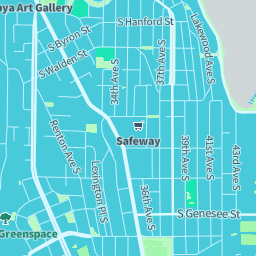 oya Art Gallery
S Hanford St
Lakewood Ave S
S Byron St
S Walden St
34th Ave S
37th Ave S
Safeway
Renton Ave S
Lexington Pl S
39th Ave S
41st Ave S
43rd Ave S
36th Ave S
S Genesee St
Greenspace